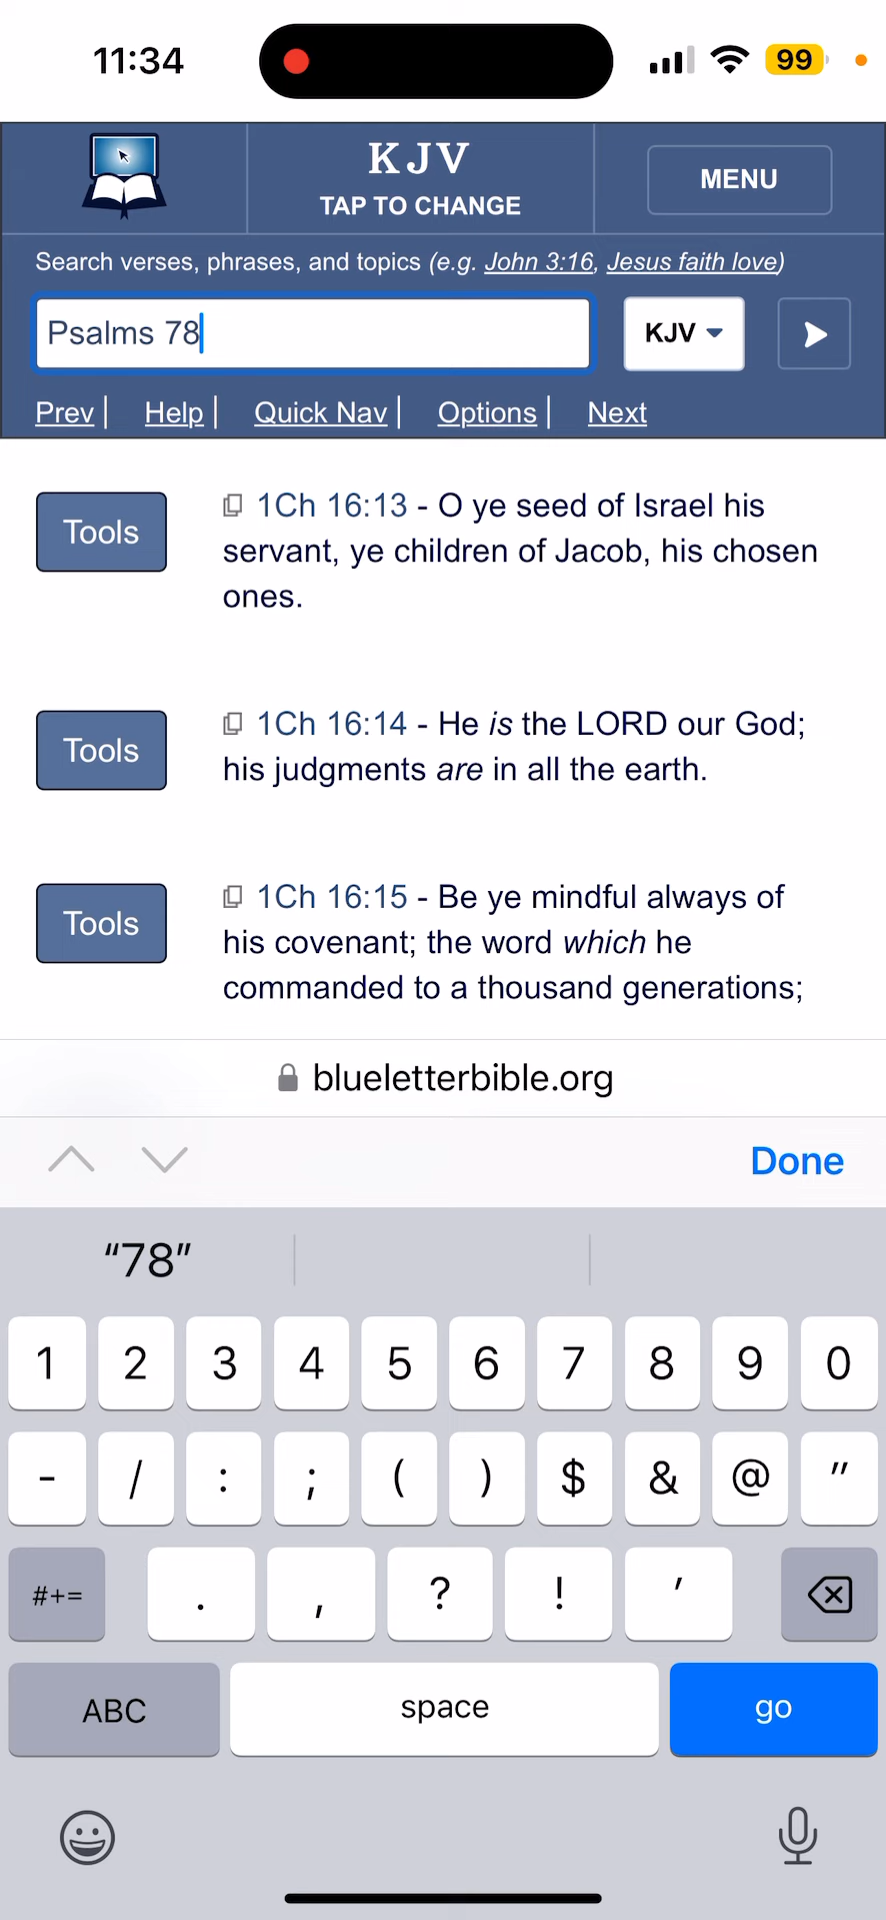 11:34
99
KJV
TAP TO CHANGE
MENU
Search verses, phrases, and topics (e.g. John 3:16, Jesus faith love)
Psalms 78
KJV
Prev | Help | Quick Nav | Options | Next
Tools
1Ch 16:13 - O ye seed of Israel his
servant, ye children of Jacob, his chosen
ones.
Tools
1Ch 16:14 - He is the LORD our God;
his judgments are in all the earth.
Tools
1Ch 16:15 - Be ye mindful always of
his covenant; the word which he
commanded to a thousand generations;
blueletterbible.org
Done
“78”
1 2 3 4 5 6 7 8 9 0
- / : ; ( ) $ & @ "
#+= . , ? ! '
ABC space go